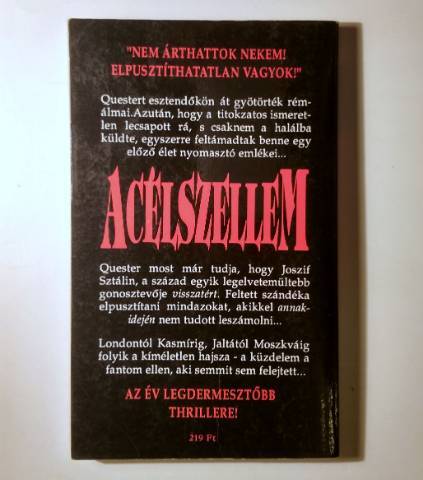 "NEM ÁRTHATTOK NEKEM!
ELPUSZTÍTHATATLAN VAGYOK!"
Questert esztendőkön át gyötörték rém-
álmai.Azután, hogy a titokzatos ismeret-
len lecsapott rá, s csaknem a halálba
küldte, egyszerre feltámadtak benne egy
előző élet nyomasztó emlékei...
ACÉLSZELLEM
Quester most már tudja, hogy Joszif
Sztálin, a század egyik legelvetemültebb
gonosztevője visszatért. Feltett szándéka
elpusztítani mindazokat, akikkel annak-
idején nem tudott leszámolni...
Londontól Kasmírig, Jaltától Moszkváig
folyik a kíméletlen hajsza - a küzdelem a
fantom ellen, aki semmit sem felejtett...
AZ ÉV LEGDERMESZTŐBB
THRILLERE!
219 Ft